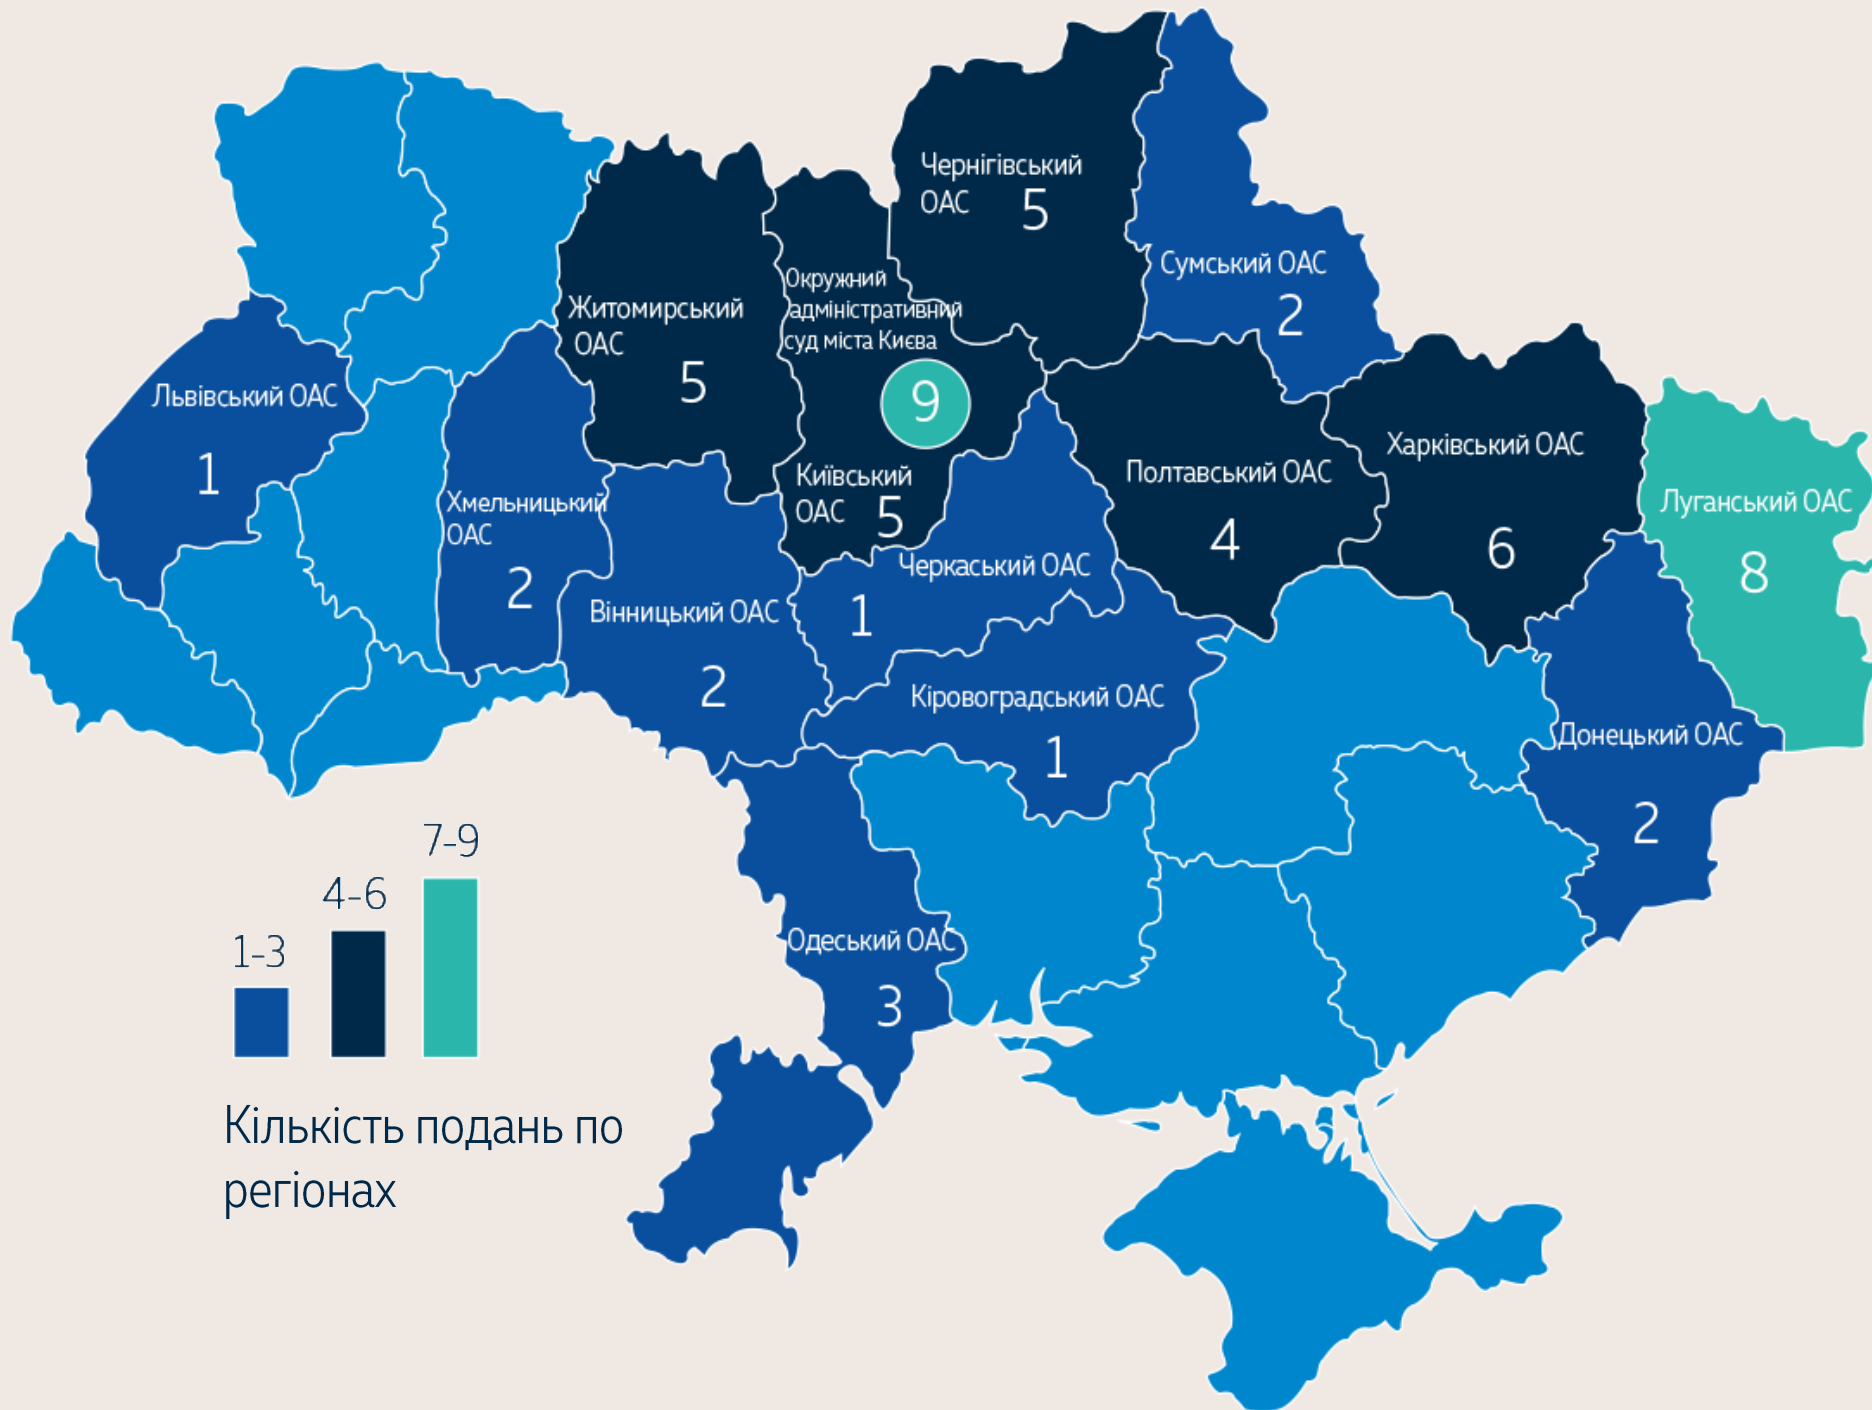 Чернігівський
ОАС 5
Сумський ОАС
2
Окружний
адміністративний
суд міста Києва
9
Житомирський
ОАС
5
Львівський ОАС
1
Хмельницький
ОАС
2
Київський
ОАС 5
Полтавський ОАС
4
Харківський ОАС
6
Луганський ОАС
8
Черкаський ОАС
1
Вінницький ОАС
2
Кіровоградський ОАС
1
Донецький ОАС
2
Одеський ОАС
3
7-9
4-6
1-3
Кількість подань по
регіонах